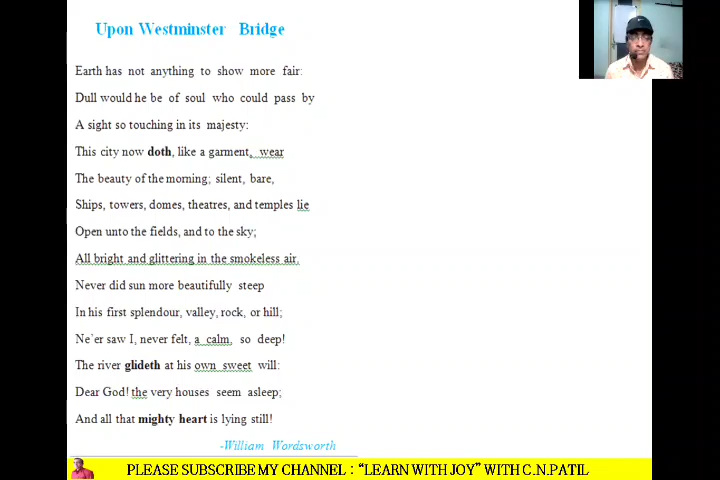 Upon Westminster Bridge
Earth has not anything to show more fair:
Dull would he be of soul who could pass by
A sight so touching in its majesty:
This city now doth, like a garment, wear
The beauty of the morning; silent, bare,
Ships, towers, domes, theatres, and temples lie
Open unto the fields, and to the sky;
All bright and glittering in the smokeless air.
Never did sun more beautifully steep
In his first splendour, valley, rock, or hill;
Ne'er saw I, never felt, a calm, so deep!
The river glideth at his own sweet will:
Dear God! the very houses seem asleep;
And all that mighty heart is lying still!
-William Wordsworth
PLEASE SUBSCRIBE MY CHANNEL : “LEARN WITH JOY” WITH C.N.PATIL